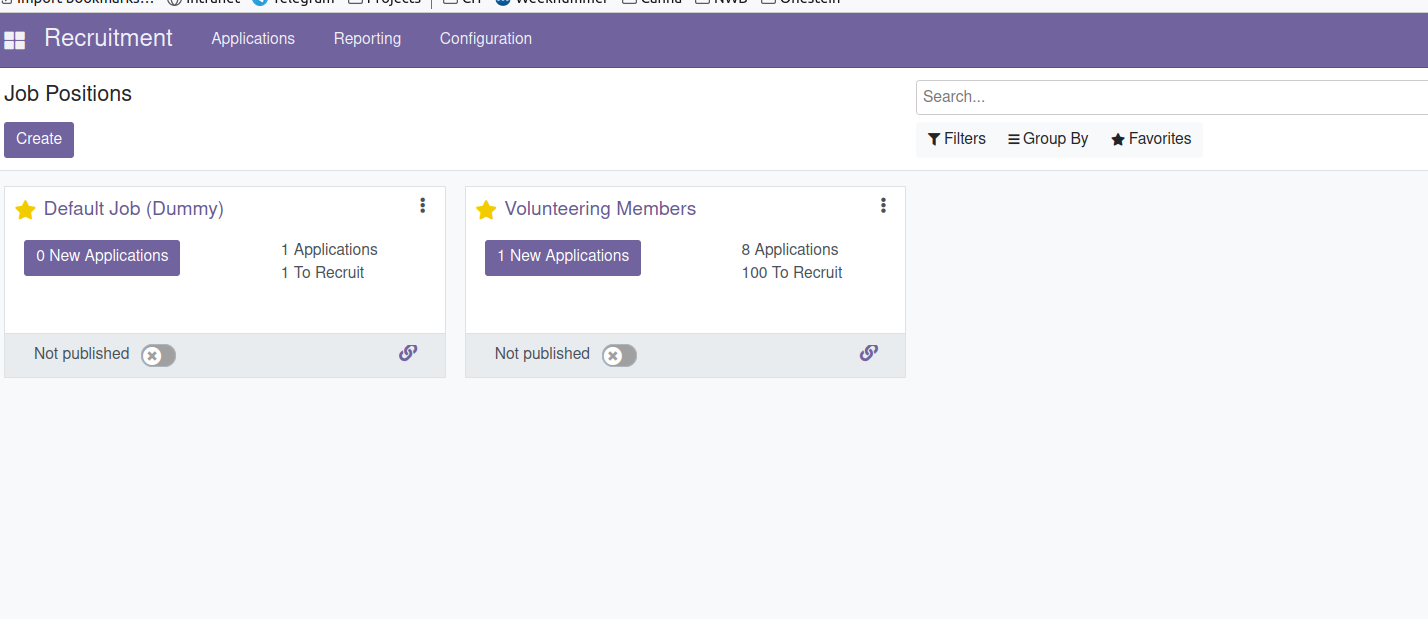 Import bookmarks... Intranet Telegram Projects Weeknummer Canna NWB Onestein
Recruitment Applications Reporting Configuration
Job Positions
Search...
Create
Filters Group By Favorites
Default Job (Dummy)
0 New Applications
1 Applications
1 To Recruit
Not published
Volunteering Members
1 New Applications
8 Applications
100 To Recruit
Not published